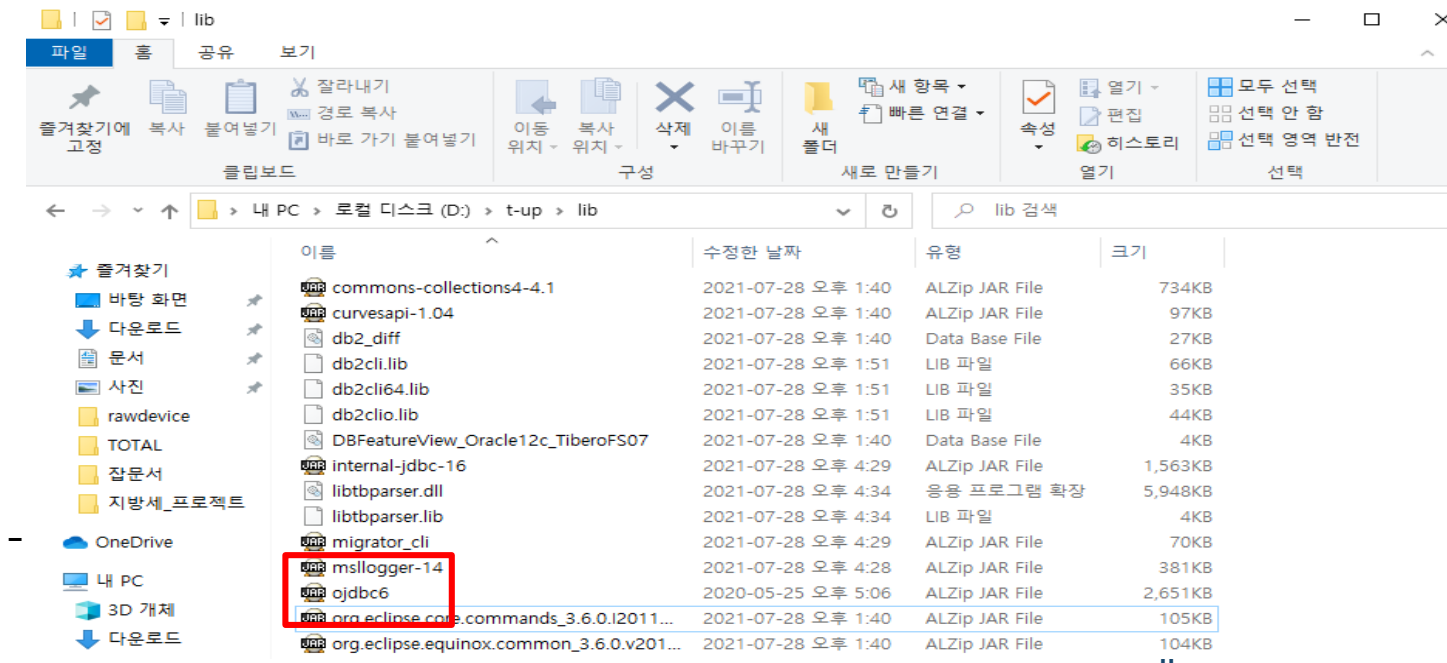 lib
파일 홈 공유 보기
즐겨찾기에 고정
복사
붙여넣기
잘라내기
경로 복사
바로 가기 붙여넣기
클립보드
이동 위치
복사 위치
삭제
이름 바꾸기
구성
새 폴더
새 항목
빠른 연결
새로 만들기
속성
열기
편집
히스토리
열기
모두 선택
선택 안 함
선택 영역 반전
선택
내 PC > 로컬 디스크 (D:) > t-up > lib
lib 검색
즐겨찾기
바탕 화면
다운로드
문서
사진
rawdevice
TOTAL
잡문서
지방세_프로젝트
OneDrive
내 PC
3D 개체
다운로드
이름 수정한 날짜 유형 크기
commons-collections4-4.1 2021-07-28 오후 1:40 ALZip JAR File 734KB
curvesapi-1.04 2021-07-28 오후 1:40 ALZip JAR File 97KB
db2_diff 2021-07-28 오후 1:40 Data Base File 27KB
db2cli.lib 2021-07-28 오후 1:51 LIB 파일 66KB
db2cli64.lib 2021-07-28 오후 1:51 LIB 파일 35KB
db2clio.lib 2021-07-28 오후 1:51 LIB 파일 44KB
DBFeatureView_Oracle12c_TiberoFS07 2021-07-28 오후 1:40 Data Base File 4KB
internal-jdbc-16 2021-07-28 오후 4:29 ALZip JAR File 1,563KB
libtbparser.dll 2021-07-28 오후 4:34 응용 프로그램 확장 5,948KB
libtbparser.lib 2021-07-28 오후 4:34 LIB 파일 4KB
migrator_cli 2021-07-28 오후 4:29 ALZip JAR File 70KB
msllogger-14 2021-07-28 오후 4:28 ALZip JAR File 381KB
ojdbc6 2020-05-25 오후 5:06 ALZip JAR File 2,651KB
org.eclipse.core.commands_3.6.0.I2011... 2021-07-28 오후 1:40 ALZip JAR File 105KB
org.eclipse.equinox.common_3.6.0.v201... 2021-07-28 오후 1:40 ALZip JAR File 104KB